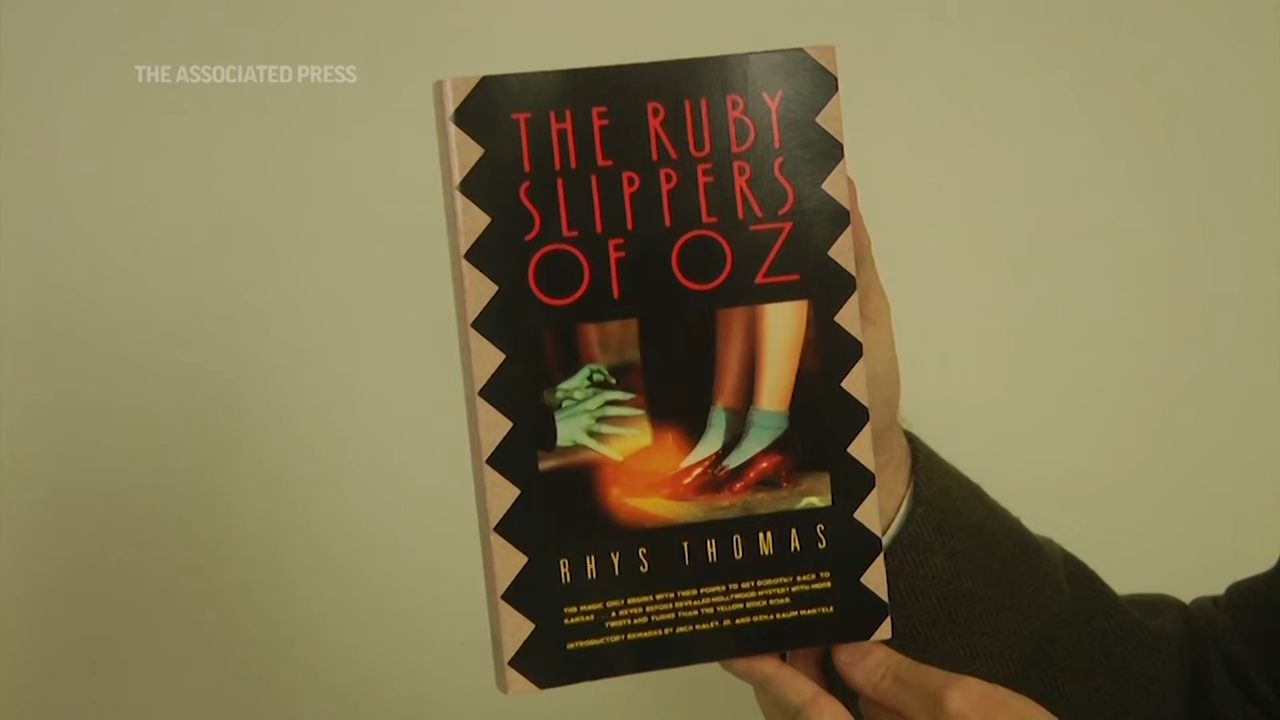 THE ASSOCIATED PRESS
THE RUBY
SLIPPERS
OF OZ
RHYS THOMAS
THE MAGIC ONLY BEGINS WITH THEIR POWER TO GET DOROTHY BACK TO
KANSAS . . . A NEVER BEFORE REVEALED HOLLYWOOD MYSTERY WITH MORE
TWISTS AND TURNS THAN THE YELLOW BRICK ROAD.
INTRODUCTORY REMARKS BY JACK HALEY, JR. AND OZMA BAUM MANTELE